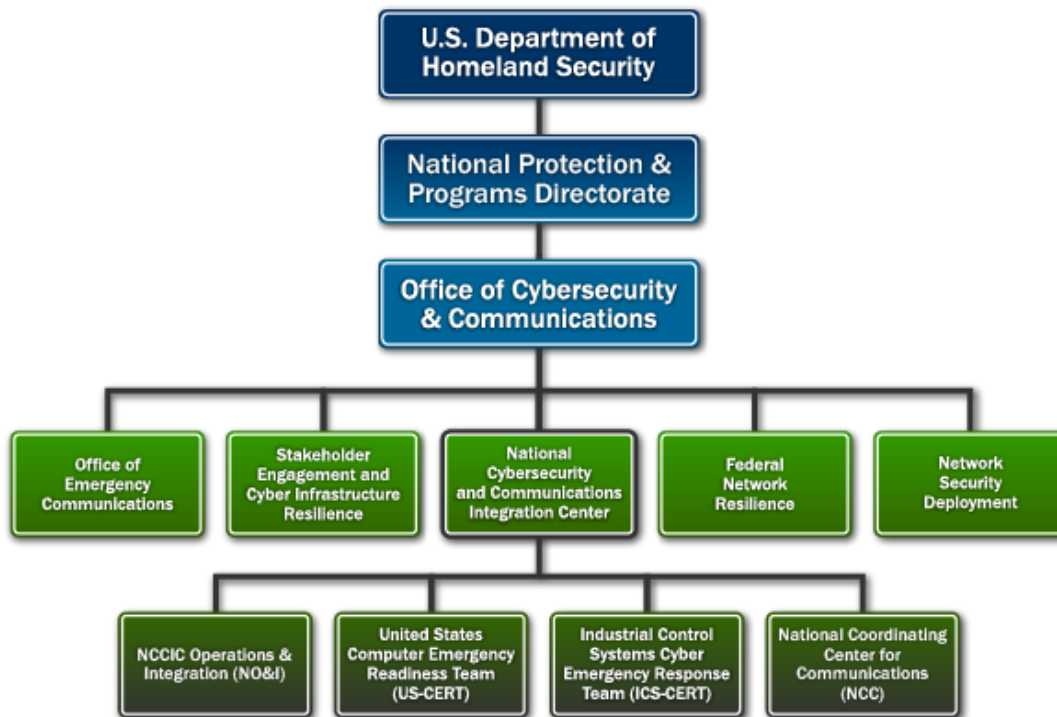 U.S. Department of
Homeland Security
National Protection &
Programs Directorate
Office of Cybersecurity
& Communications
Office of
Emergency
Communications
Stakeholder
Engagement and
Cyber Infrastructure
Resilience
National
Cybersecurity
and Communications
Integration Center
Federal
Network
Resilience
Network
Security
Deployment
NCCIC Operations &
Integration (NO&I)
United States
Computer Emergency
Readiness Team
(US-CERT)
Industrial Control
Systems Cyber
Emergency Response
Team (ICS-CERT)
National Coordinating
Center for
Communications
(NCC)